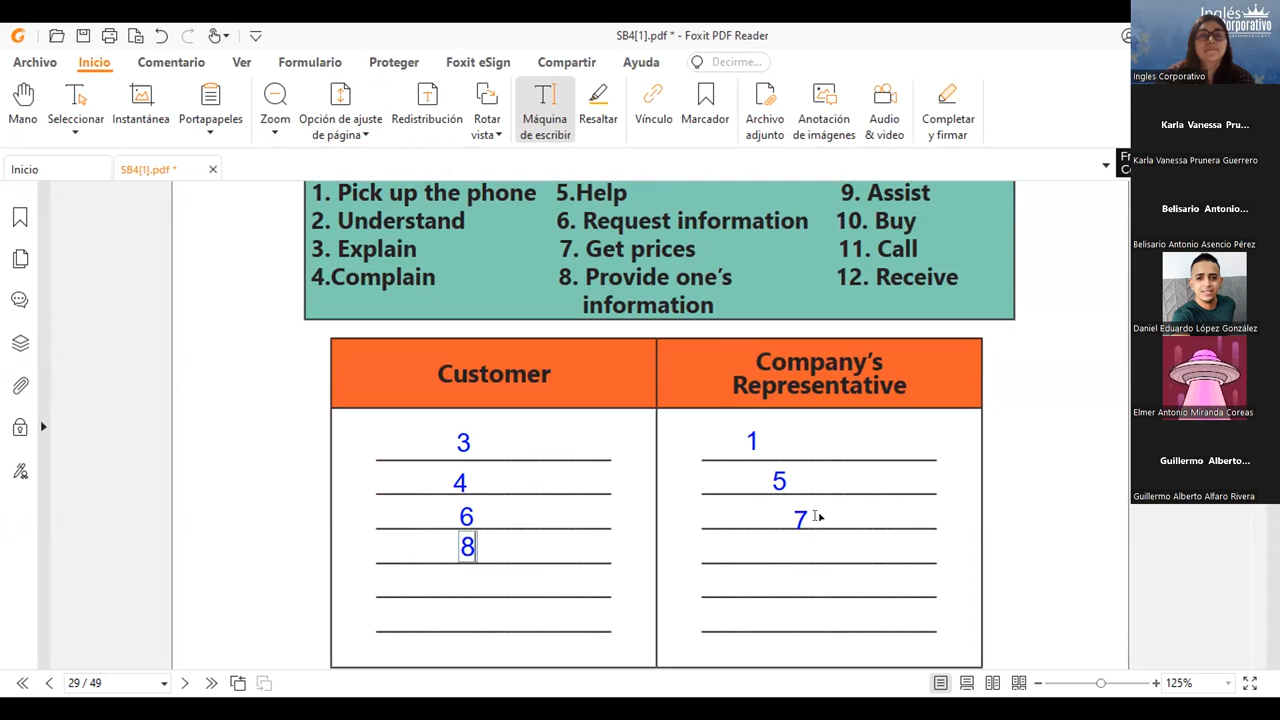 SB4[1].pdf * - Foxit PDF Reader
Archivo Inicio Comentario Ver Formulario Proteger Foxit eSign Compartir Ayuda Decirme...
Mano
Seleccionar
Instantánea
Portapapeles
Zoom
Opción de ajuste
de página
Redistribución
Rotar
vista
Máquina
de escribir
Resaltar
Vínculo
Marcador
Archivo
adjunto
Anotación
de imágenes
Audio
& video
Completar
y firmar
Inicio
SB4[1].pdf *
1. Pick up the phone
2. Understand
3. Explain
4.Complain
5.Help
6. Request information
7. Get prices
8. Provide one's
information
9. Assist
10. Buy
11. Call
12. Receive
Customer
Company's
Representative
3
4
6
8
1
5
7
29 / 49
125%
Inglés
Corporativo
Ingles Corporativo
Karla Vanessa Pru...
Karla Vanessa Prunera Guerrero
Belisario Antonio...
Belisario Antonio Asencio Pérez
Daniel Eduardo López González
Elmer Antonio Miranda Coreas
Guillermo Alberto...
Guillermo Alberto Alfaro Rivera